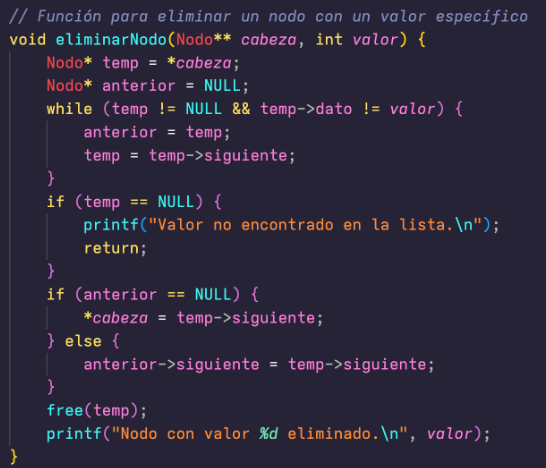 // Función para eliminar un nodo con un valor específico
void eliminarNodo(Nodo** cabeza, int valor) {
    Nodo* temp = *cabeza;
    Nodo* anterior = NULL;
    while (temp != NULL && temp->dato != valor) {
        anterior = temp;
        temp = temp->siguiente;
    }
    if (temp == NULL) {
        printf("Valor no encontrado en la lista.\n");
        return;
    }
    if (anterior == NULL) {
        *cabeza = temp->siguiente;
    } else {
        anterior->siguiente = temp->siguiente;
    }
    free(temp);
    printf("Nodo con valor %d eliminado.\n", valor);
}